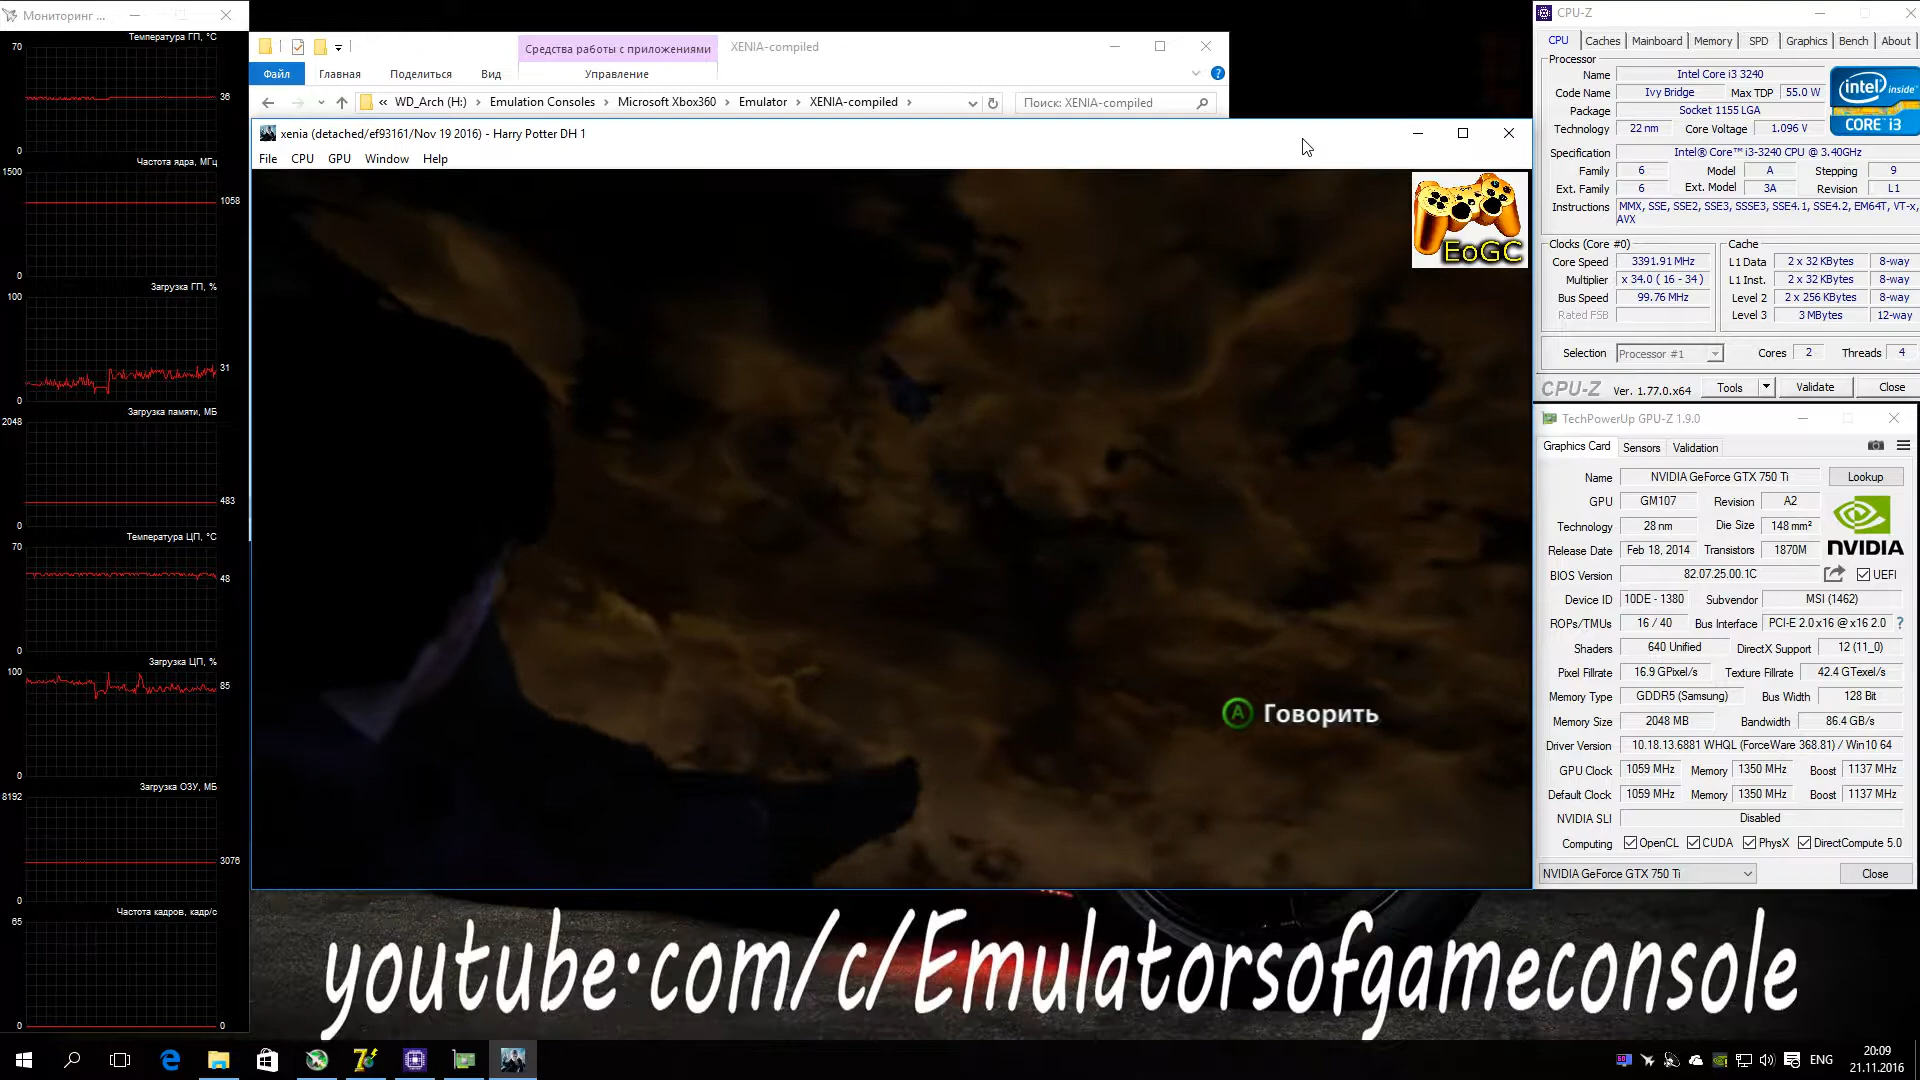 Мониторинг ...
Температура ГП, °C
70
36
0
Частота ядра, МГц
1500
1058
0
Загрузка ГП, %
100
31
0
Загрузка памяти, МБ
2048
483
0
Температура ЦП, °C
70
48
0
Загрузка ЦП, %
100
85
0
Загрузка ОЗУ, МБ
8192
3076
0
Частота кадров, кадр/с
65
0
0
Средства работы с приложениями
XENIA-compiled
Файл
Главная
Поделиться
Вид
Управление
« WD_Arch (H:) › Emulation Consoles › Microsoft Xbox360 › Emulator › XENIA-compiled ›
Поиск: XENIA-compiled
xenia (detached/ef93161/Nov 19 2016) - Harry Potter DH 1
File CPU GPU Window Help
EoGC
A Говорить
CPU-Z
CPU Caches Mainboard Memory SPD Graphics Bench About
Processor
Name Intel Core i3 3240
Code Name Ivy Bridge Max TDP 55.0 W
Package Socket 1155 LGA
Technology 22 nm Core Voltage 1.096 V
intel inside™
CORE i3
Specification Intel® Core™ i3-3240 CPU @ 3.40GHz
Family 6 Model A Stepping 9
Ext. Family 6 Ext. Model 3A Revision L1
Instructions MMX, SSE, SSE2, SSE3, SSSE3, SSE4.1, SSE4.2, EM64T, VT-x,
AVX
Clocks (Core #0)
Core Speed 3391.91 MHz
Multiplier x 34.0 ( 16 - 34 )
Bus Speed 99.76 MHz
Rated FSB
Cache
L1 Data 2 x 32 KBytes 8-way
L1 Inst. 2 x 32 KBytes 8-way
Level 2 2 x 256 KBytes 8-way
Level 3 3 MBytes 12-way
Selection Processor #1 Cores 2 Threads 4
CPU-Z Ver. 1.77.0.x64 Tools Validate Close
TechPowerUp GPU-Z 1.9.0
Graphics Card Sensors Validation
Name NVIDIA GeForce GTX 750 Ti Lookup
GPU GM107 Revision A2
Technology 28 nm Die Size 148 mm²
Release Date Feb 18, 2014 Transistors 1870M
NVIDIA
BIOS Version 82.07.25.00.1C UEFI
Device ID 10DE - 1380 Subvendor MSI (1462)
ROPs/TMUs 16 / 40 Bus Interface PCI-E 2.0 x16 @ x16 2.0 ?
Shaders 640 Unified DirectX Support 12 (11_0)
Pixel Fillrate 16.9 GPixel/s Texture Fillrate 42.4 GTexel/s
Memory Type GDDR5 (Samsung) Bus Width 128 Bit
Memory Size 2048 MB Bandwidth 86.4 GB/s
Driver Version 10.18.13.6881 WHQL (ForceWare 368.81) / Win10 64
GPU Clock 1059 MHz Memory 1350 MHz Boost 1137 MHz
Default Clock 1059 MHz Memory 1350 MHz Boost 1137 MHz
NVIDIA SLI Disabled
Computing OpenCL CUDA PhysX DirectCompute 5.0
NVIDIA GeForce GTX 750 Ti Close
youtube.com/c/Emulatorsofgameconsole
ENG
20:09
21.11.2016